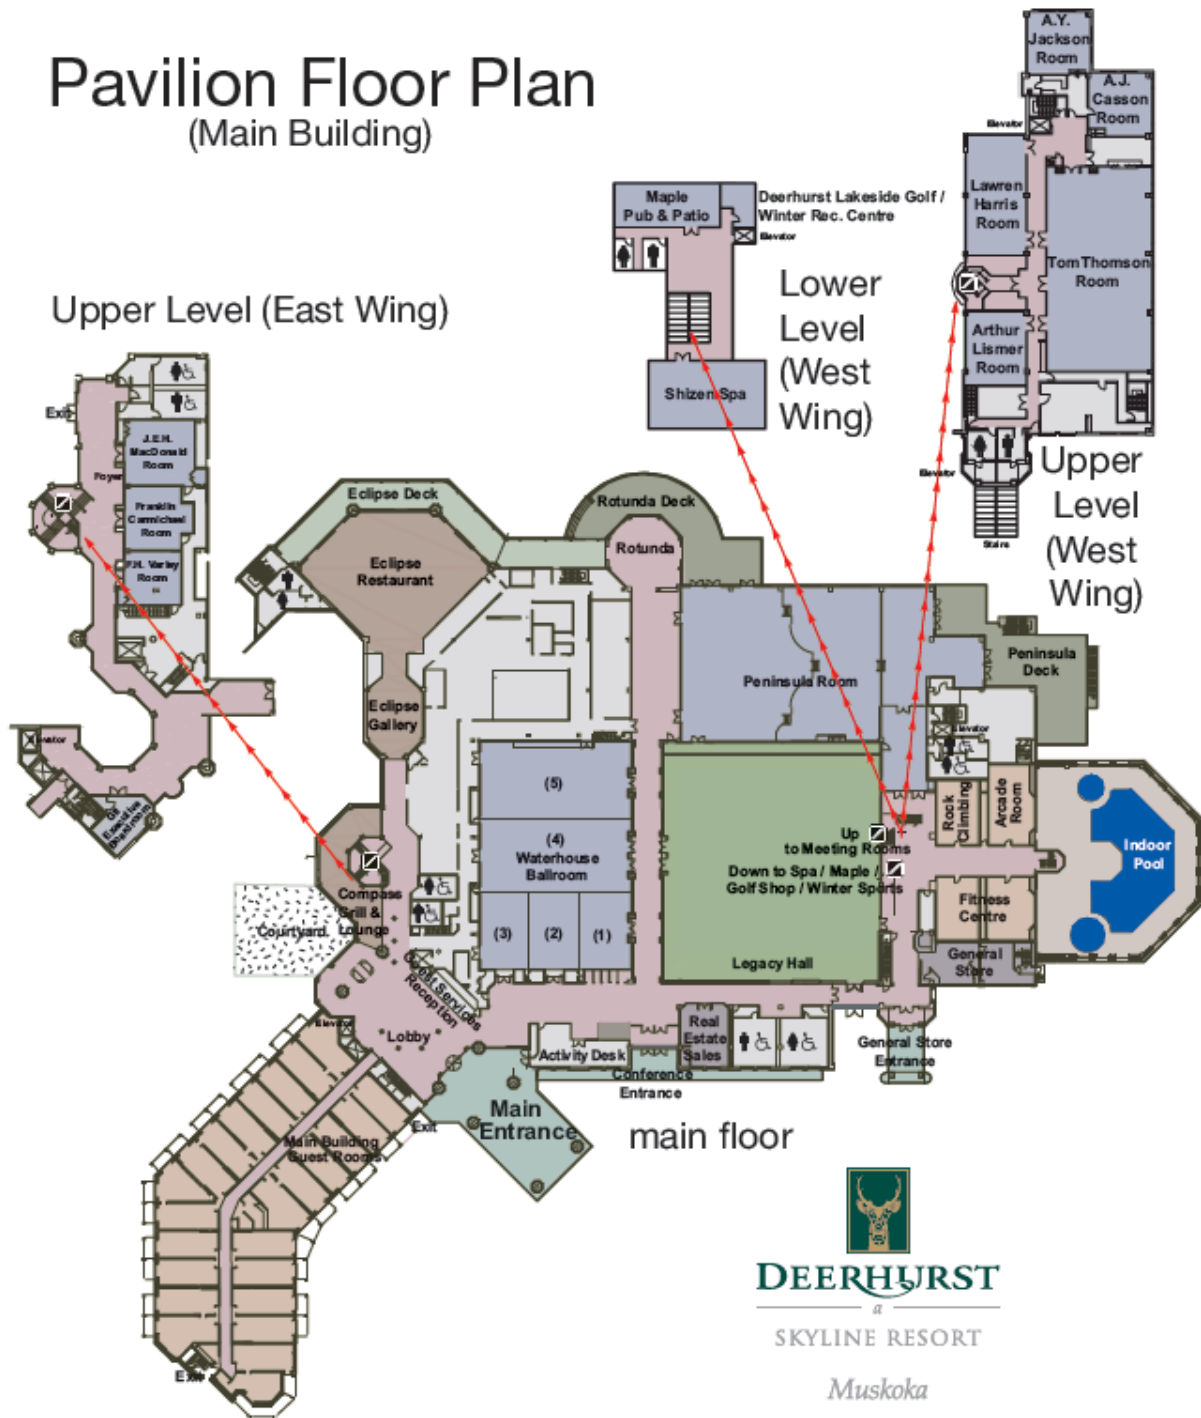 Pavilion Floor Plan
(Main Building)
A.Y.
Jackson
Room
A.J.
Casson
Room
Elevator
Lawren
Harris
Room
Tom Thomson
Room
Arthur
Lismer
Room
Elevator
Stairs
Upper
Level
(West
Wing)
Maple
Pub & Patio
Deerhurst Lakeside Golf /
Winter Rec. Centre
Elevator
Shizen Spa
Lower
Level
(West
Wing)
Upper Level (East Wing)
Exit
J.E.H.
MacDonald
Room
Foyer
Franklin
Carmichael
Room
F.H. Varley
Room
Elevator
Executive
Boardroom
Eclipse Deck
Eclipse
Restaurant
Eclipse
Gallery
Rotunda Deck
Rotunda
Peninsula Room
Peninsula
Deck
Elevator
(5)
(4)
Waterhouse
Ballroom
(3)
(2)
(1)
Up
to Meeting Rooms
Down to Spa / Maple /
Golf Shop / Winter Sports
Legacy Hall
Rock
Climbing
Arcade
Room
Indoor
Pool
Fitness
Centre
General
Store
General Store
Entrance
Compass
Grill &
Lounge
Courtyard
Guest Services
Reception
Lobby
Elevator
Activity Desk
Real
Estate
Sales
Conference
Entrance
Main
Entrance
Exit
Main Building
Guest Rooms
Exit
main floor
DEERHURST
a
SKYLINE RESORT
Muskoka